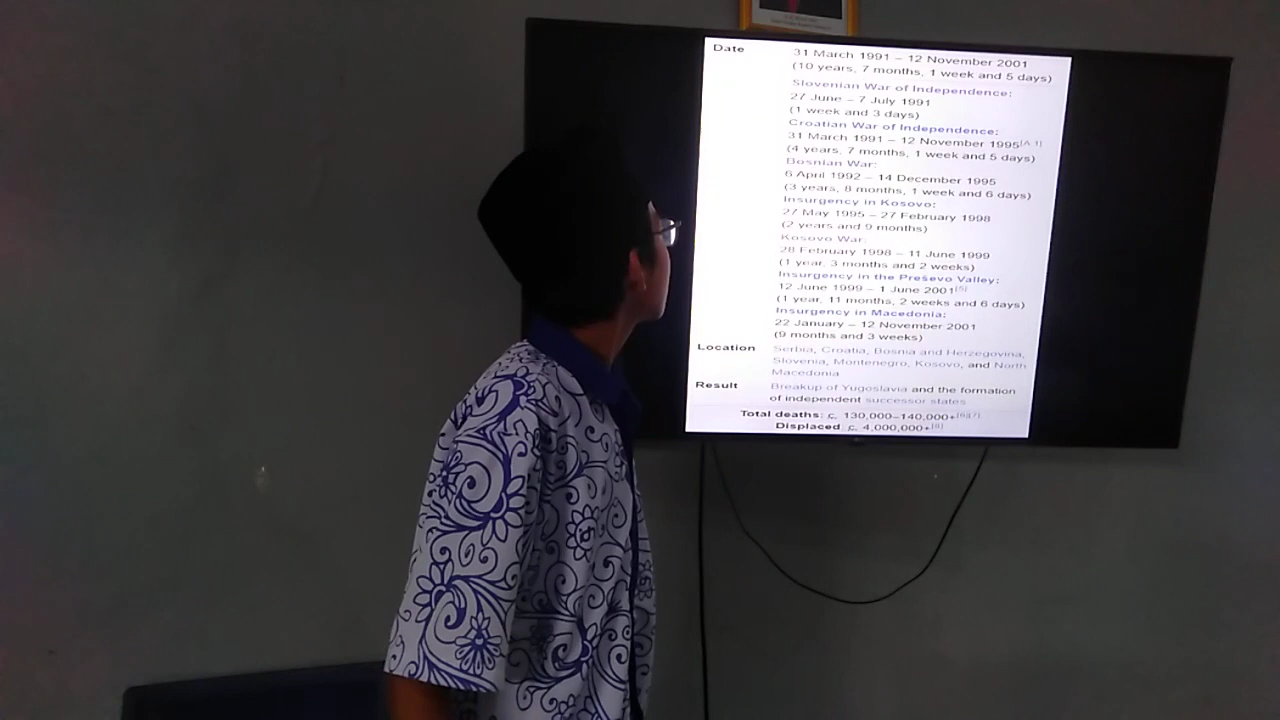 Date
31 March 1991 – 12 November 2001
(10 years, 7 months, 1 week and 5 days)
Slovenian War of Independence:
27 June – 7 July 1991
(1 week and 3 days)
Croatian War of Independence:
31 March 1991 – 12 November 1995[A 1]
(4 years, 7 months, 1 week and 5 days)
Bosnian War:
6 April 1992 – 14 December 1995
(3 years, 8 months, 1 week and 6 days)
Insurgency in Kosovo:
27 May 1995 – 27 February 1998
(2 years and 9 months)
Kosovo War:
28 February 1998 – 11 June 1999
(1 year, 3 months and 2 weeks)
Insurgency in the Preševo Valley:
12 June 1999 – 1 June 2001[5]
(1 year, 11 months, 2 weeks and 6 days)
Insurgency in Macedonia:
22 January – 12 November 2001
(9 months and 3 weeks)
Location
Serbia, Croatia, Bosnia and Herzegovina,
Slovenia, Montenegro, Kosovo, and North
Macedonia
Result
Breakup of Yugoslavia and the formation
of independent successor states
Total deaths: c. 130,000–140,000+[6][7]
Displaced: c. 4,000,000+[8]